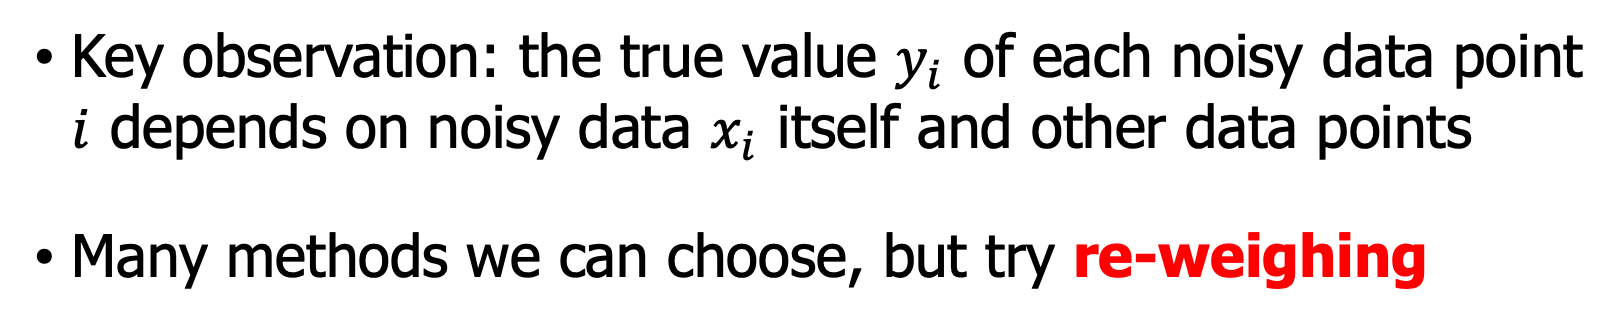 • Key observation: the true value yᵢ of each noisy data point
i depends on noisy data xᵢ itself and other data points
• Many methods we can choose, but try re-weighing